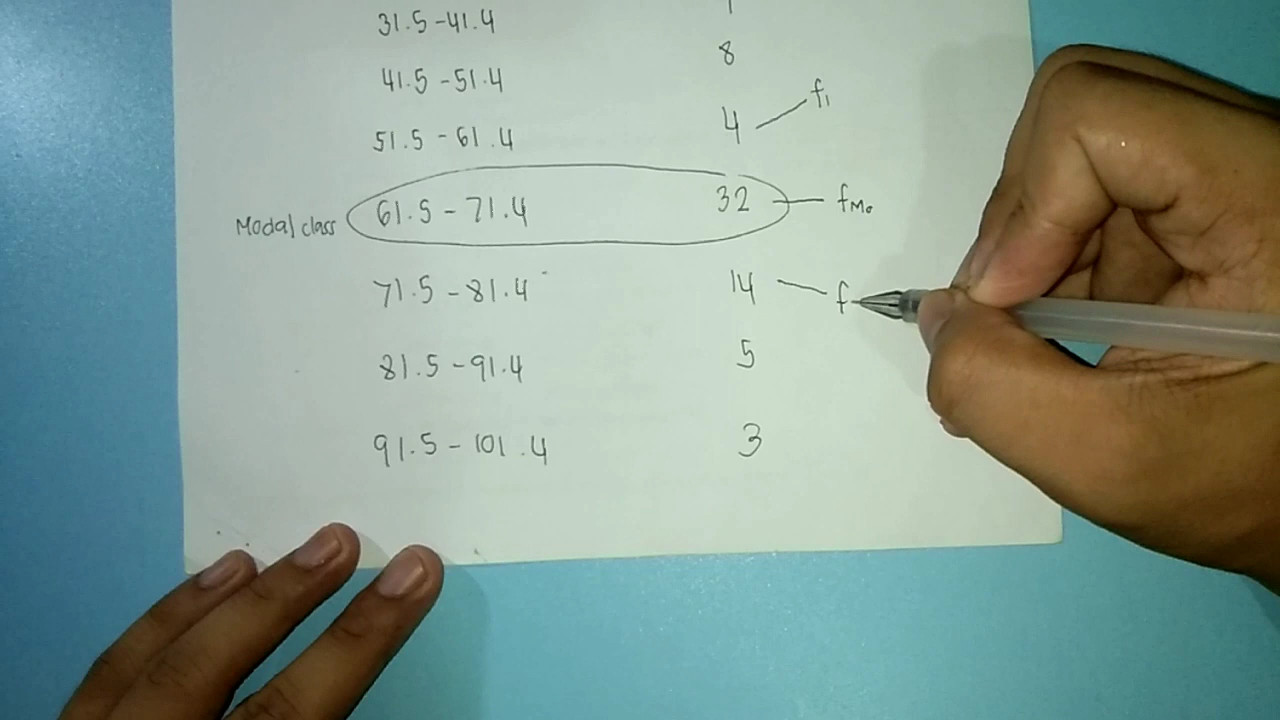 31.5-41.4
41.5-51.4 8
51.5-61.4 4 f1
Modal class 61.5-71.4 32 fMo
71.5-81.4 14 f
81.5-91.4 5
91.5-101.4 3